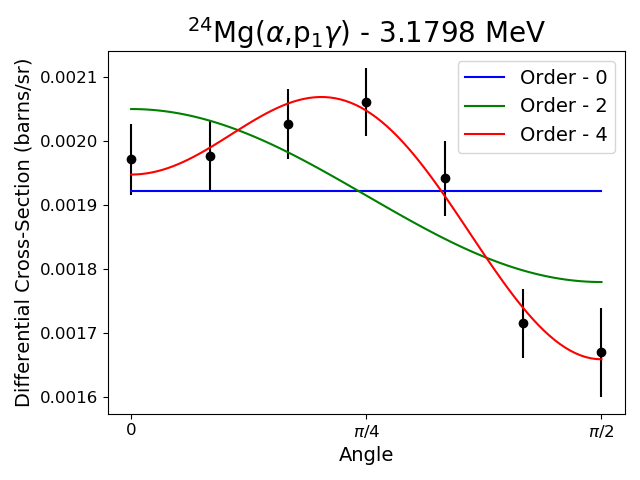 ²⁴Mg(α,p₁γ) - 3.1798 MeV
Differential Cross-Section (barns/sr)
0.0021
0.0020
0.0019
0.0018
0.0017
0.0016
Order - 0
Order - 2
Order - 4
0 π/4 π/2
Angle